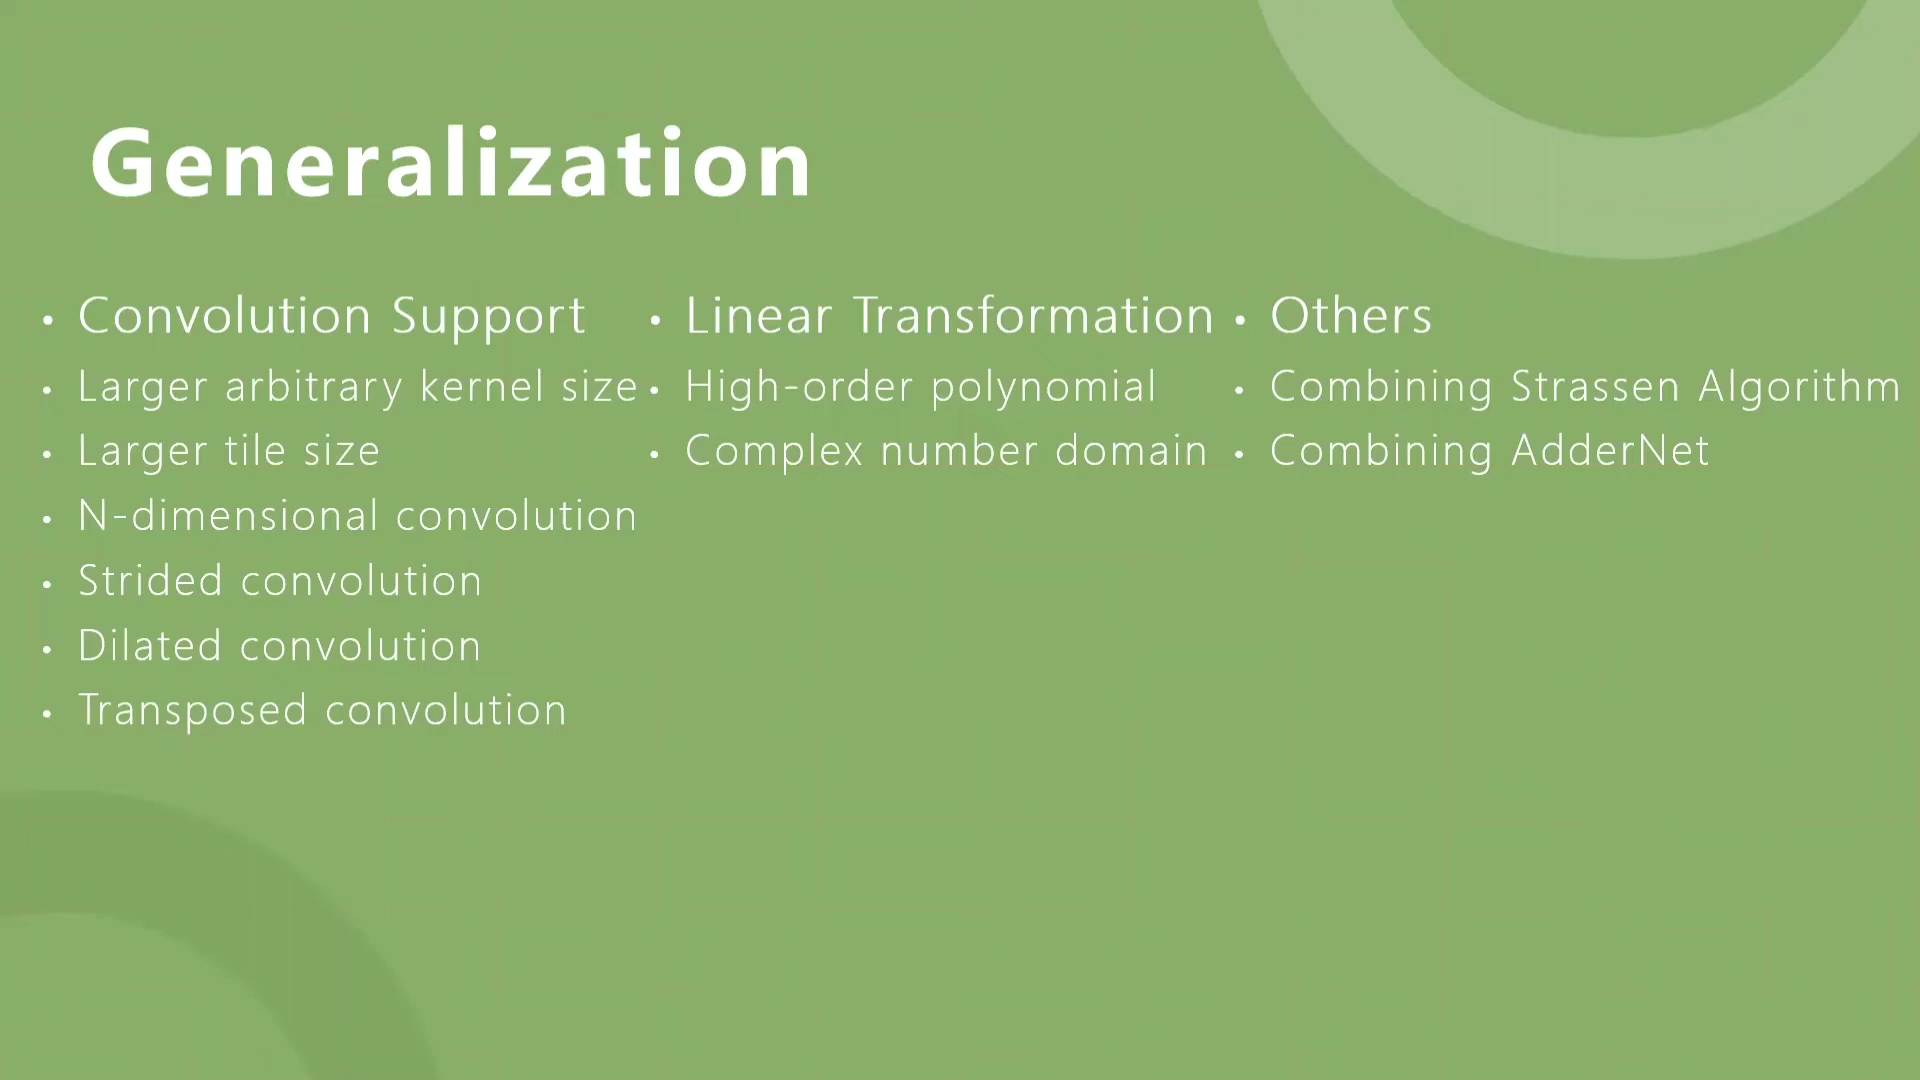 Generalization
• Convolution Support
• Larger arbitrary kernel size
• Larger tile size
• N-dimensional convolution
• Strided convolution
• Dilated convolution
• Transposed convolution
• Linear Transformation
• High-order polynomial
• Complex number domain
• Others
• Combining Strassen Algorithm
• Combining AdderNet